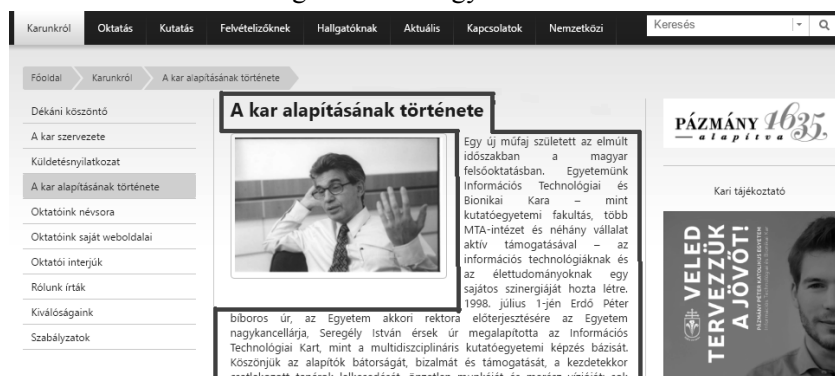 Karunkról Oktatás Kutatás Felvételizőknek Hallgatóknak Aktuális Kapcsolatok Nemzetközi Keresés
Főoldal Karunkról A kar alapításának története
Dékáni köszöntő
A kar szervezete
Küldetésnyilatkozat
A kar alapításának története
Oktatóink névsora
Oktatóink saját weboldalai
Oktatói interjúk
Rólunk írták
Kiválóságaink
Szabályzatok
A kar alapításának története
Egy új műfaj született az elmúlt
időszakban a magyar
felsőoktatásban. Egyetemünk
Információs Technológiai és
Bionikai Kara – mint
kutatóegyetemi fakultás, több
MTA-intézet és néhány vállalat
aktív támogatásával – az
információs technológiáknak és
az élettudományoknak egy
sajátos szinergiáját hozta létre.
1998. július 1-jén Erdő Péter
bíboros úr, az Egyetem akkori rektora előterjesztésére az Egyetem
nagykancellárja, Seregély István érsek úr megalapította az Információs
Technológiai Kart, mint a multidiszciplináris kutatóegyetemi képzés bázisát.
Köszönjük az alapítók bátorságát, bizalmát és támogatását, a kezdetekkor
PÁZMÁNY 1635
alapítva
Kari tájékoztató
VELED
TERVEZZÜK
A JÖVŐT!
PÁZMÁNY PÉTER KATOLIKUS EGYETEM